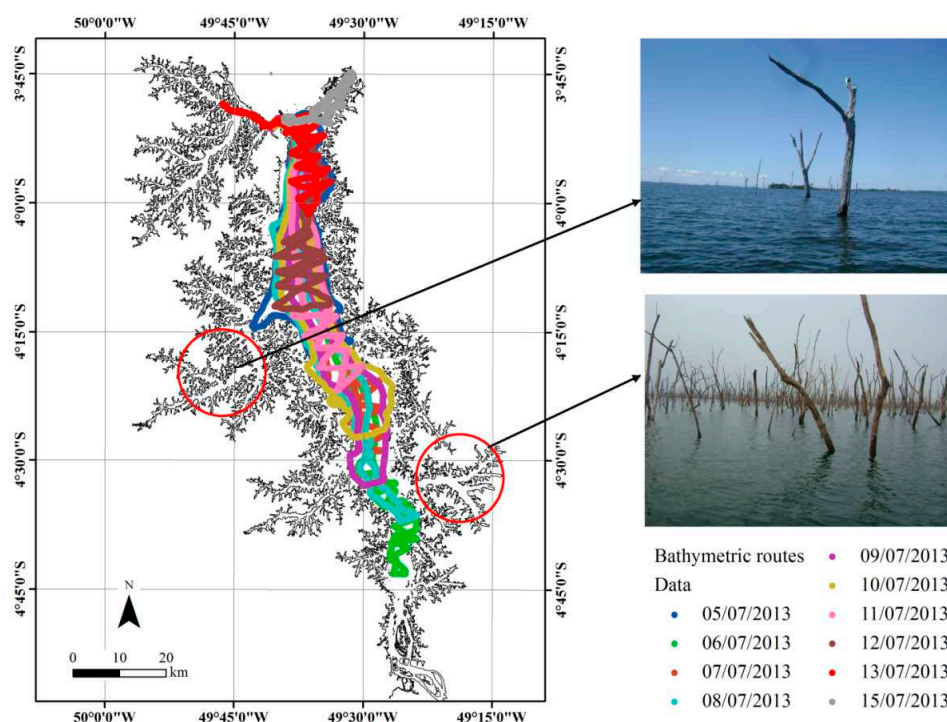 50°0'0"W 49°45'0"W 49°30'0"W 49°15'0"W
3°45'0"S 3°45'0"S
4°0'0"S 4°0'0"S
4°15'0"S 4°15'0"S
4°30'0"S 4°30'0"S
4°45'0"S 4°45'0"S
N
0 10 20
km
50°0'0"W 49°45'0"W 49°30'0"W 49°15'0"W
Bathymetric routes
Data
05/07/2013
06/07/2013
07/07/2013
08/07/2013
09/07/2013
10/07/2013
11/07/2013
12/07/2013
13/07/2013
15/07/2013